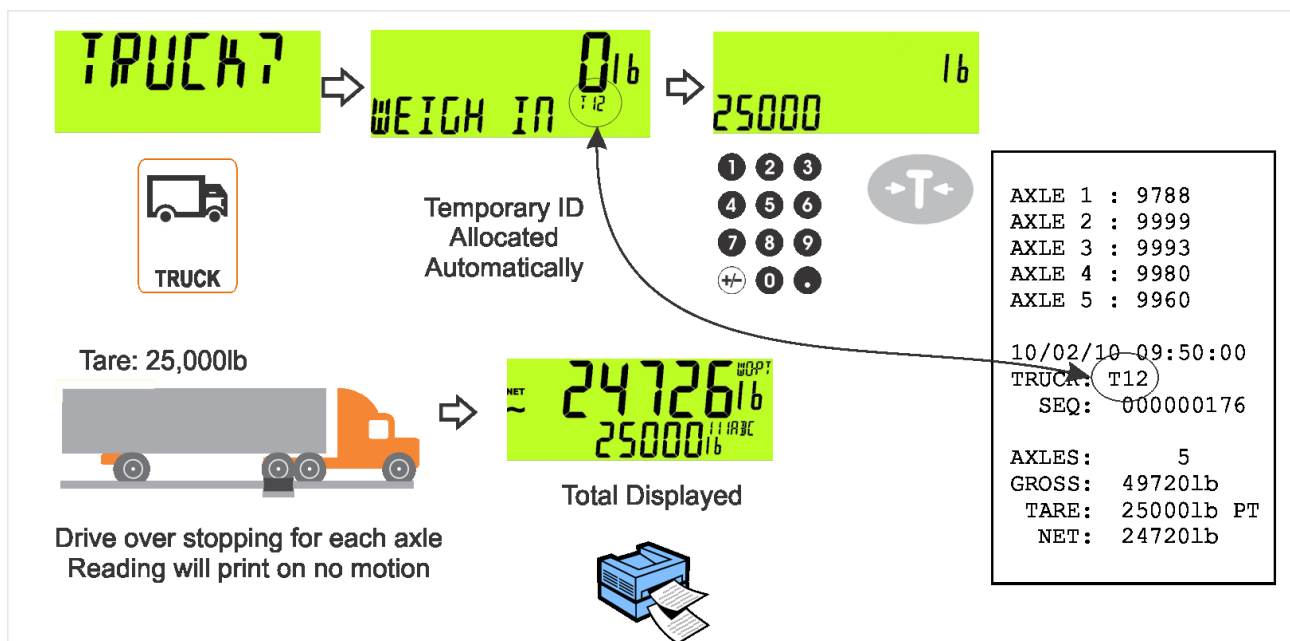 TRUCK?
0lb
T12
WEIGH IN
lb
25000
TRUCK
Temporary ID
Allocated
Automatically
1 2 3
4 5 6
7 8 9
+/- 0 .
T
AXLE 1 : 9788
AXLE 2 : 9999
AXLE 3 : 9993
AXLE 4 : 9980
AXLE 5 : 9960
10/02/10 09:50:00
TRUCK: T12
SEQ: 000000176
AXLES: 5
GROSS: 49720lb
TARE: 25000lb PT
NET: 24720lb
Tare: 25,000lb
Drive over stopping for each axle
Reading will print on no motion
NET
~
24726lb
25000lb
Total Displayed